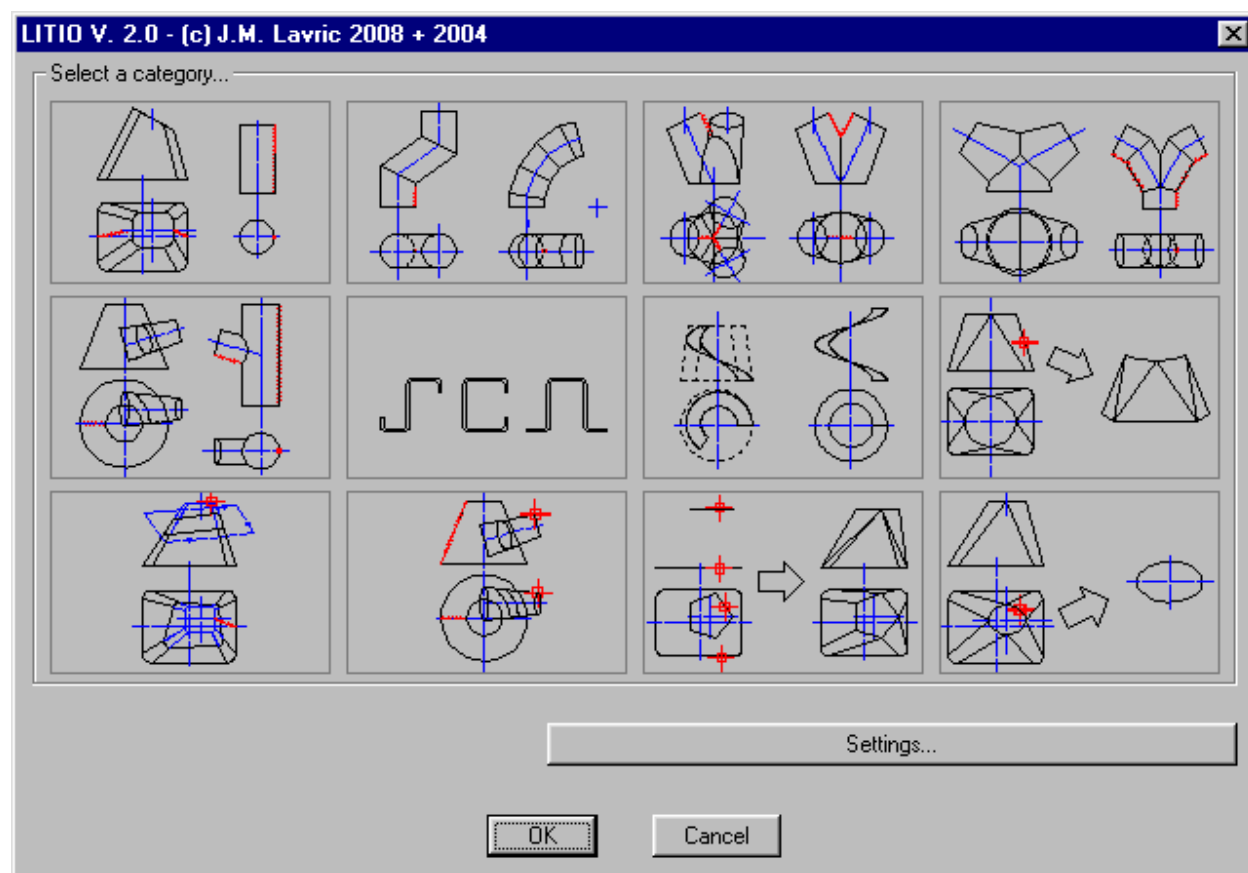 LITIO V. 2.0 - (c) J.M. Lavric 2008 + 2004
Select a category...
Settings...
OK
Cancel